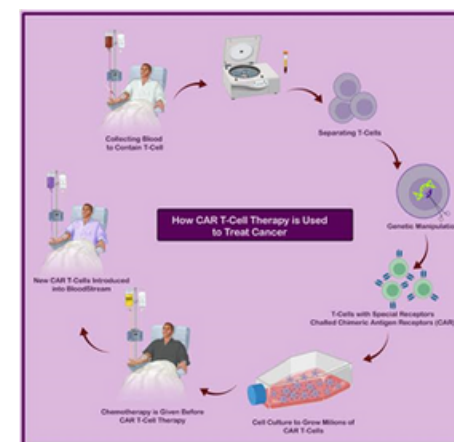 Collecting Blood
to Contain T-Cell
Separating T-Cells
Genetic Manipulation
T-Cells with Special Receptors
Challed Chimeric Antigen Receptors (CAR)
Cell Culture to Grow Milions of
CAR T-Cells
Chemotherapy is Given Before
CAR T-Cell Therapy
New CAR T-Cells Introduced
into BloodStream
How CAR T-Cell Therapy is Used
to Treat Cancer